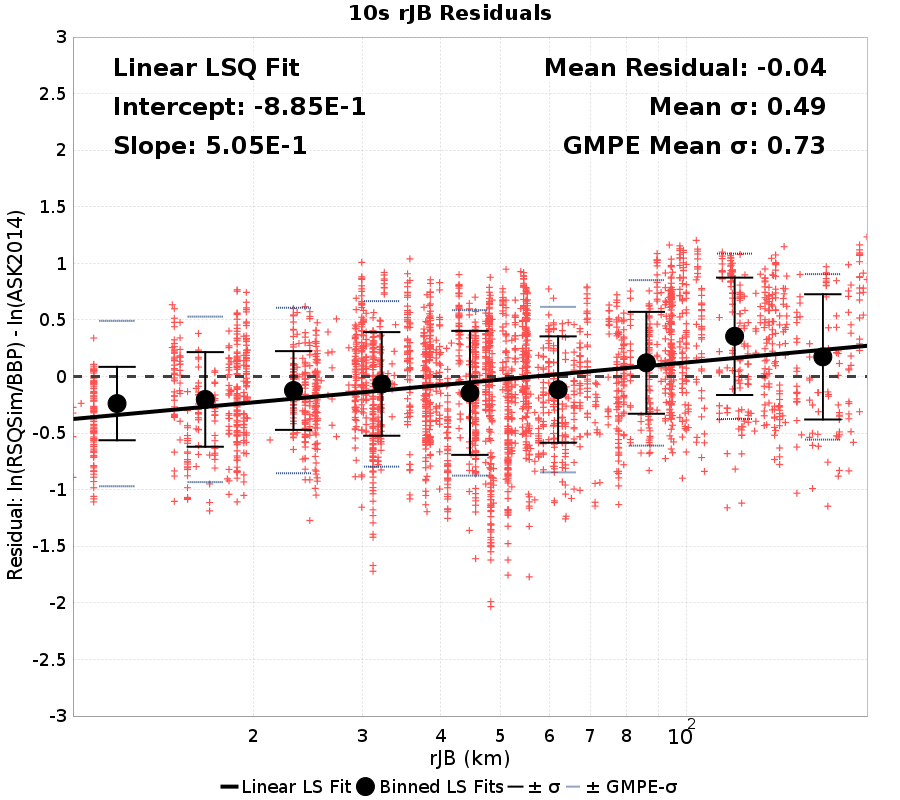 10s rJB Residuals
Linear LSQ Fit
Intercept: -8.85E-1
Slope: 5.05E-1
Mean Residual: -0.04
Mean σ: 0.49
GMPE Mean σ: 0.73
Residual: ln(RSQSim/BBP) - ln(ASK2014)
3
2.5
2
1.5
1
0.5
0
-0.5
-1
-1.5
-2
-2.5
-3
2 3 4 5 6 7 8 10²
rJB (km)
Linear LS Fit Binned LS Fits ± σ ± GMPE-σ